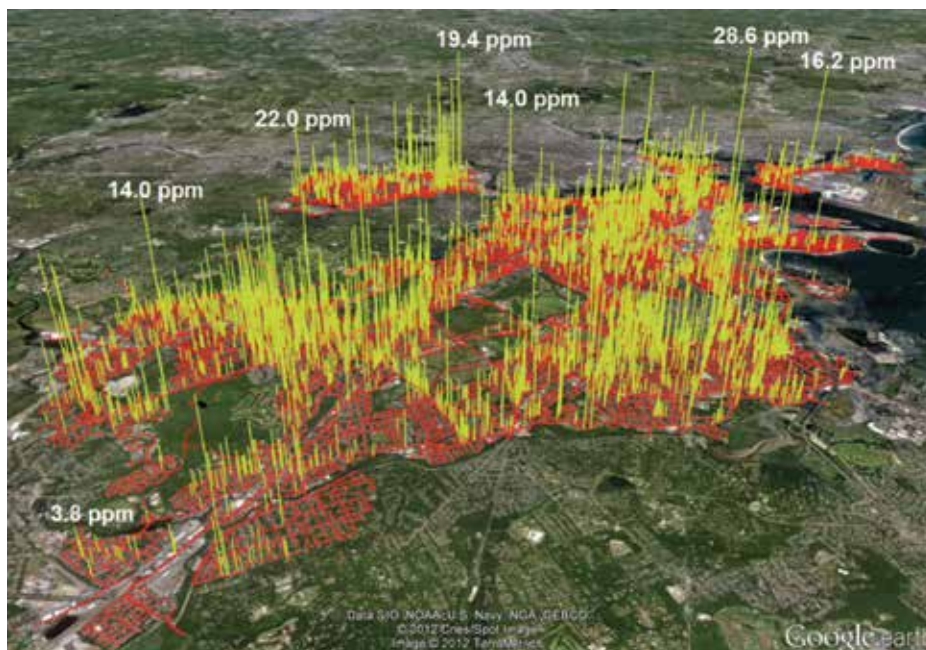 19.4 ppm
28.6 ppm
16.2 ppm
14.0 ppm
22.0 ppm
14.0 ppm
3.8 ppm
Data SIO, NOAA, U.S. Navy, NGA, GEBCO
© 2012 Cnes/Spot Image
Image © 2012 TerraMetrics
Google earth